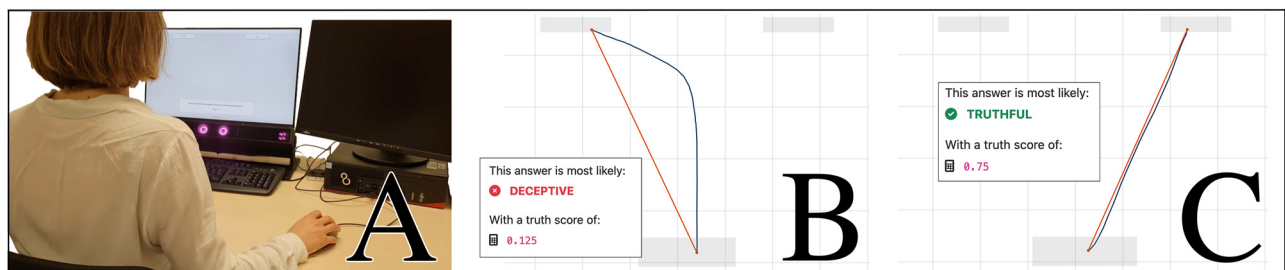 A
This answer is most likely:
DECEPTIVE
With a truth score of:
0.125
B
This answer is most likely:
TRUTHFUL
With a truth score of:
0.75
C